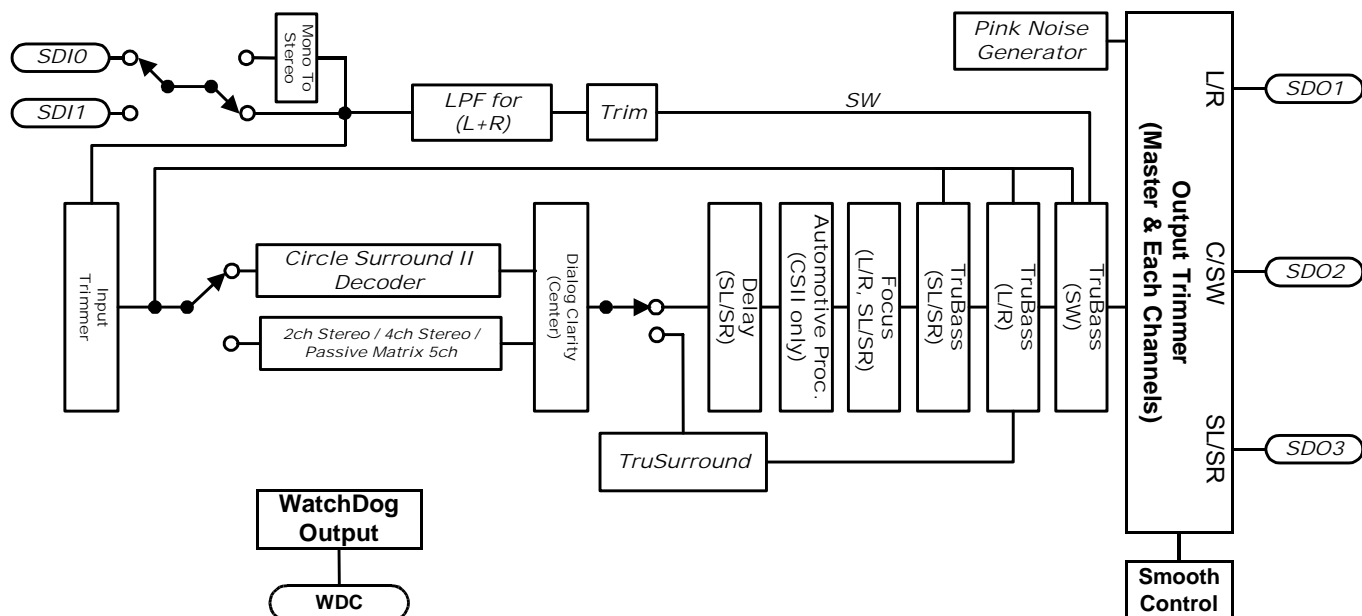 SDI0
SDI1
Mono To
Stereo
LPF for
(L+R)
Trim
SW
Pink Noise
Generator
Input
Trimmer
Circle Surround II
Decoder
2ch Stereo / 4ch Stereo /
Passive Matrix 5ch
Dialog Clarity
(Center)
Delay
(SL/SR)
Automotive Proc.
(CSII only)
Focus
(L/R, SL/SR)
TruBass
(SL/SR)
TruBass
(L/R)
TruBass
(SW)
TruSurround
Output Trimmer
(Master & Each Channels)
L/R
C/SW
SL/SR
SDO1
SDO2
SDO3
WatchDog
Output
WDC
Smooth
Control